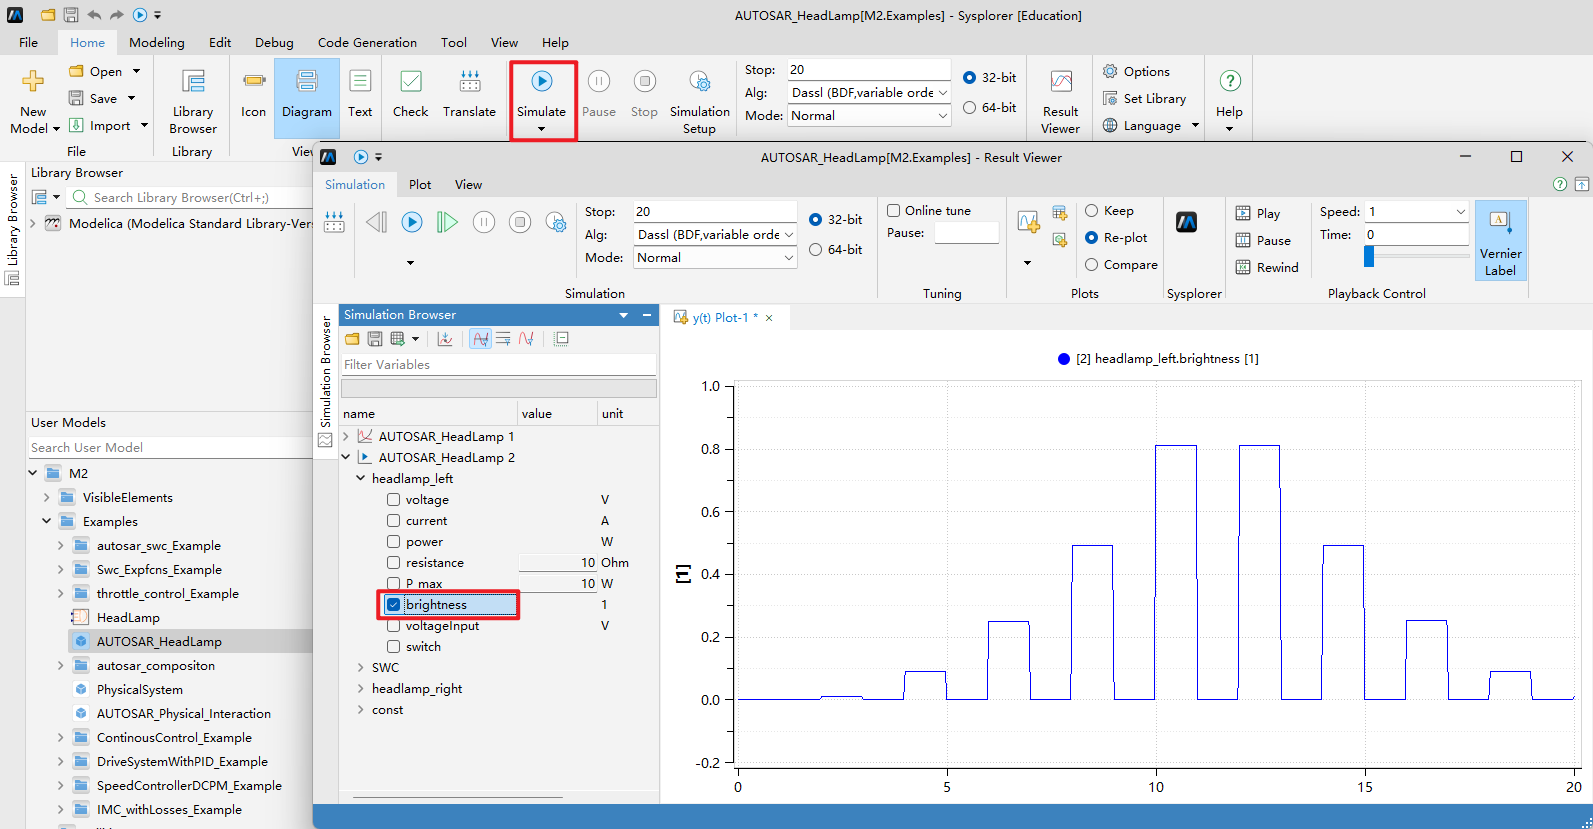 AUTOSAR_HeadLamp[M2.Examples] - Sysplorer [Education]
File Home Modeling Edit Debug Code Generation Tool View Help
New Model
Open
Save
Import
File
Library Browser
Library
Icon
Diagram
Text
View
Check
Translate
Simulate
Pause
Stop
Simulation Setup
Stop: 20
Alg: Dassl (BDF,variable orde
Mode: Normal
32-bit
64-bit
Result Viewer
Options
Set Library
Language
Help
Library Browser
Library Browser
Search Library Browser(Ctrl+;)
Modelica (Modelica Standard Library-Vers
User Models
Search User Model
M2
VisibleElements
Examples
autosar_swc_Example
Swc_Expfcns_Example
throttle_control_Example
HeadLamp
AUTOSAR_HeadLamp
autosar_compositon
PhysicalSystem
AUTOSAR_Physical_Interaction
ContinousControl_Example
DriveSystemWithPID_Example
SpeedControllerDCPM_Example
IMC_withLosses_Example
AUTOSAR_HeadLamp[M2.Examples] - Result Viewer
Simulation Plot View
Stop: 20
Alg: Dassl (BDF,variable orde
Mode: Normal
32-bit
64-bit
Simulation
Online tune
Pause:
Tuning
Keep
Re-plot
Compare
Plots
Sysplorer
Play
Pause
Rewind
Speed: 1
Time: 0
Playback Control
Vernier Label
Simulation Browser
Simulation Browser
Filter Variables
name value unit
AUTOSAR_HeadLamp 1
AUTOSAR_HeadLamp 2
headlamp_left
voltage V
current A
power W
resistance 10 Ohm
P_max 10 W
brightness 1
voltageInput V
switch
SWC
headlamp_right
const
y(t) Plot-1 *
[2] headlamp_left.brightness [1]
[1]
1.0
0.8
0.6
0.4
0.2
0.0
-0.2
0 5 10 15 20